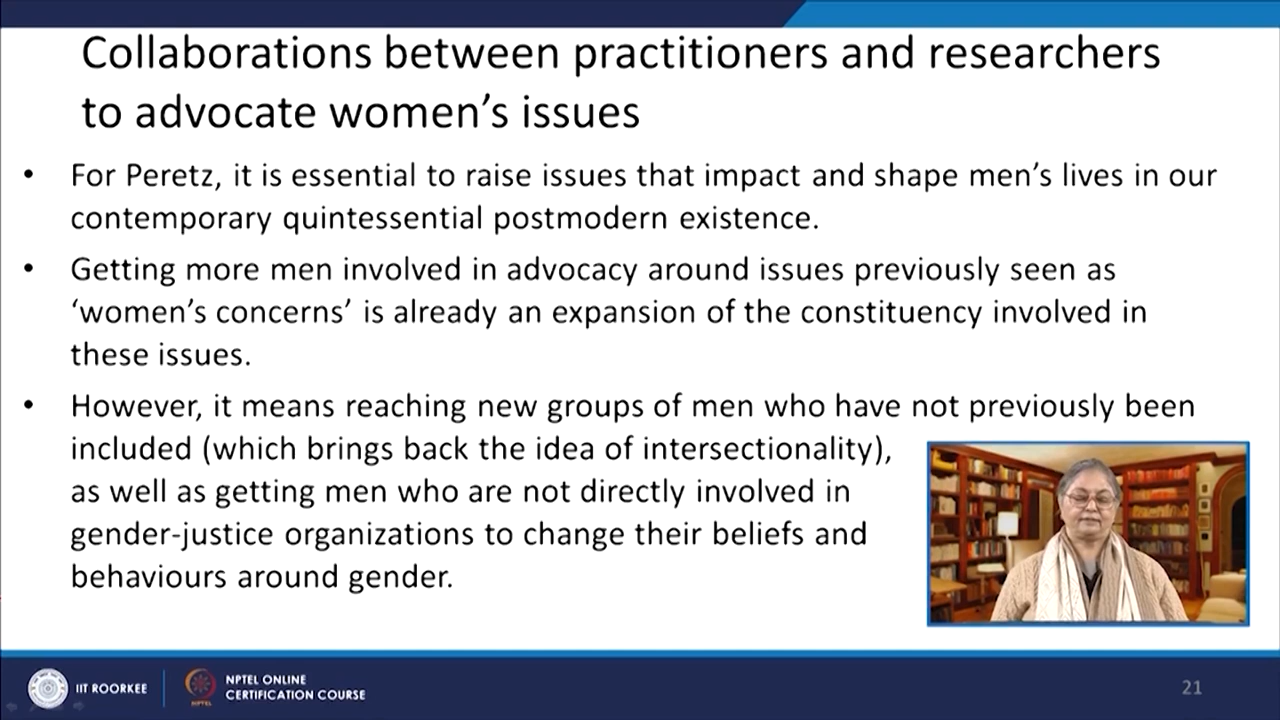 Collaborations between practitioners and researchers
to advocate women's issues
• For Peretz, it is essential to raise issues that impact and shape men's lives in our
contemporary quintessential postmodern existence.
• Getting more men involved in advocacy around issues previously seen as
'women's concerns' is already an expansion of the constituency involved in
these issues.
• However, it means reaching new groups of men who have not previously been
included (which brings back the idea of intersectionality),
as well as getting men who are not directly involved in
gender-justice organizations to change their beliefs and
behaviours around gender.
IIT ROORKEE
NPTEL ONLINE
CERTIFICATION COURSE
21